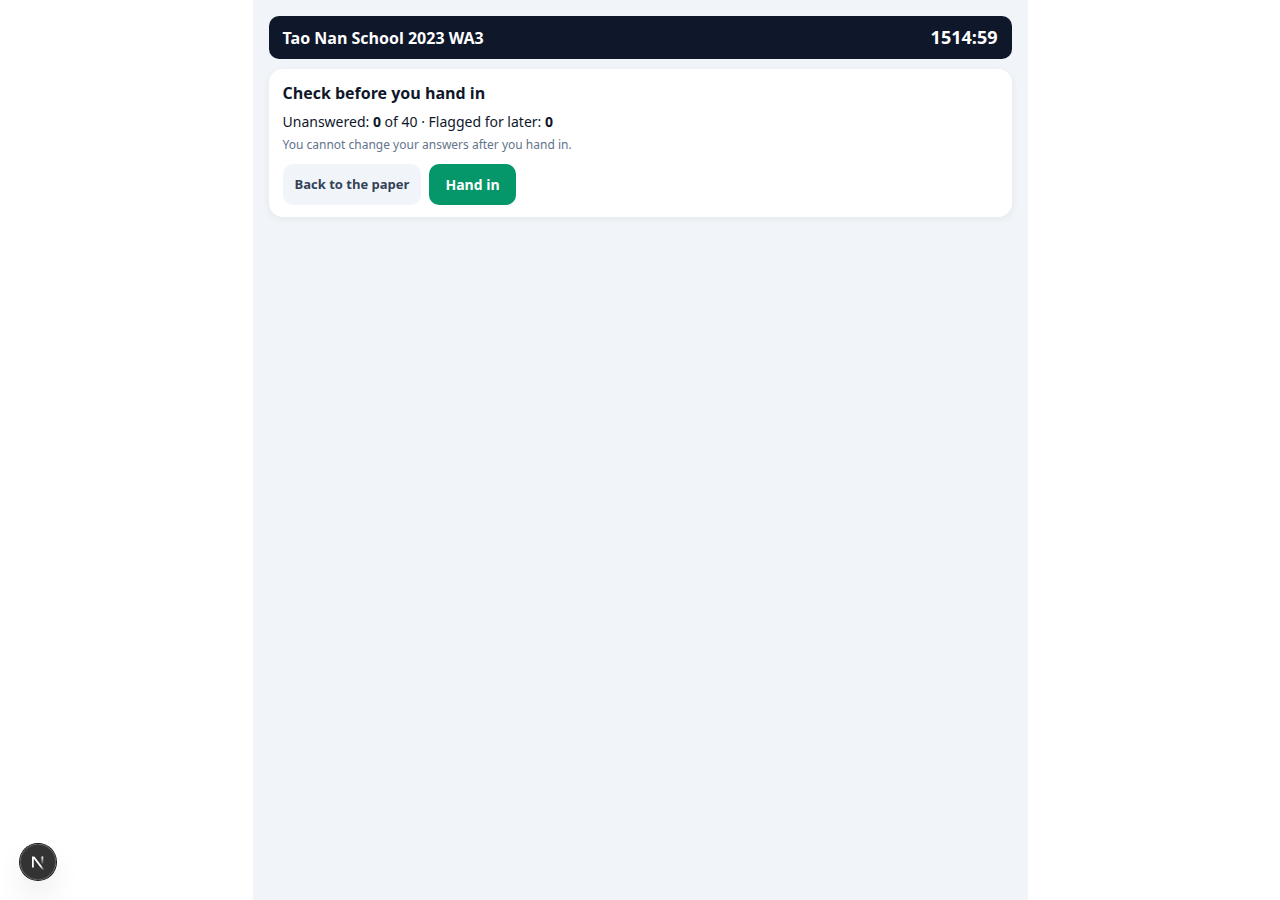 Tao Nan School 2023 WA3 1514:59
Check before you hand in
Unanswered: 0 of 40 · Flagged for later: 0
You cannot change your answers after you hand in.
Back to the paper Hand in
N